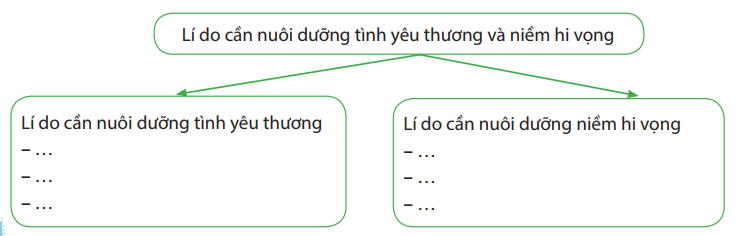 Lí do cần nuôi dưỡng tình yêu thương và niềm hi vọng
Lí do cần nuôi dưỡng tình yêu thương
– …
– …
– …
Lí do cần nuôi dưỡng niềm hi vọng
– …
– …
– …